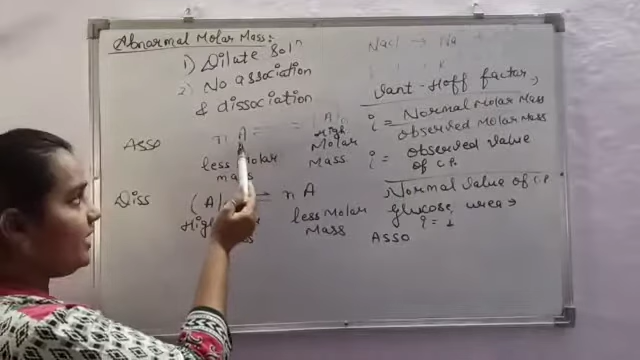 Abnormal Molar Mass:
1) Dilute Solⁿ
2) No association
& dissociation
Asso n A = (A)n
less Molar mass
High Molar Mass
Diss (A) ⇌ n A
High
less Molar Mass
NaCl → Na
Vant-Hoff factor,
i = Normal Molar Mass
observed Molar Mass
i = observed value of C.P.
Normal value of C.P.
glucose, urea →
i = 1
Asso